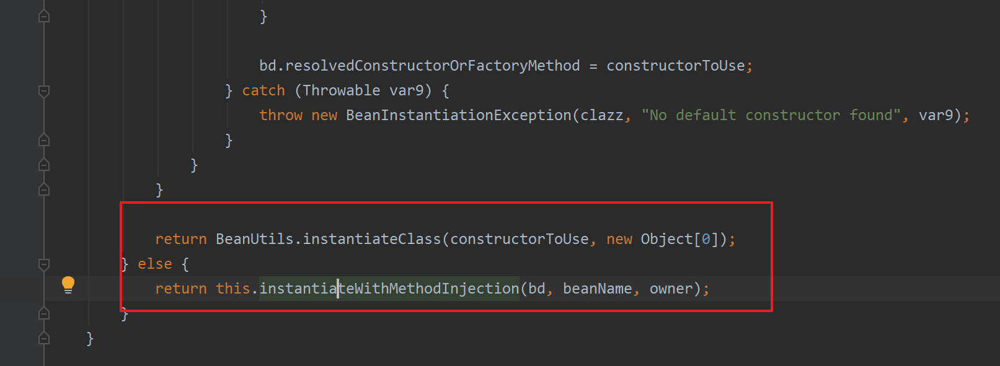 }
bd.resolvedConstructorOrFactoryMethod = constructorToUse;
} catch (Throwable var9) {
throw new BeanInstantiationException(clazz, "No default constructor found", var9);
}
}
}
return BeanUtils.instantiateClass(constructorToUse, new Object[0]);
} else {
return this.instantiateWithMethodInjection(bd, beanName, owner);
}
}